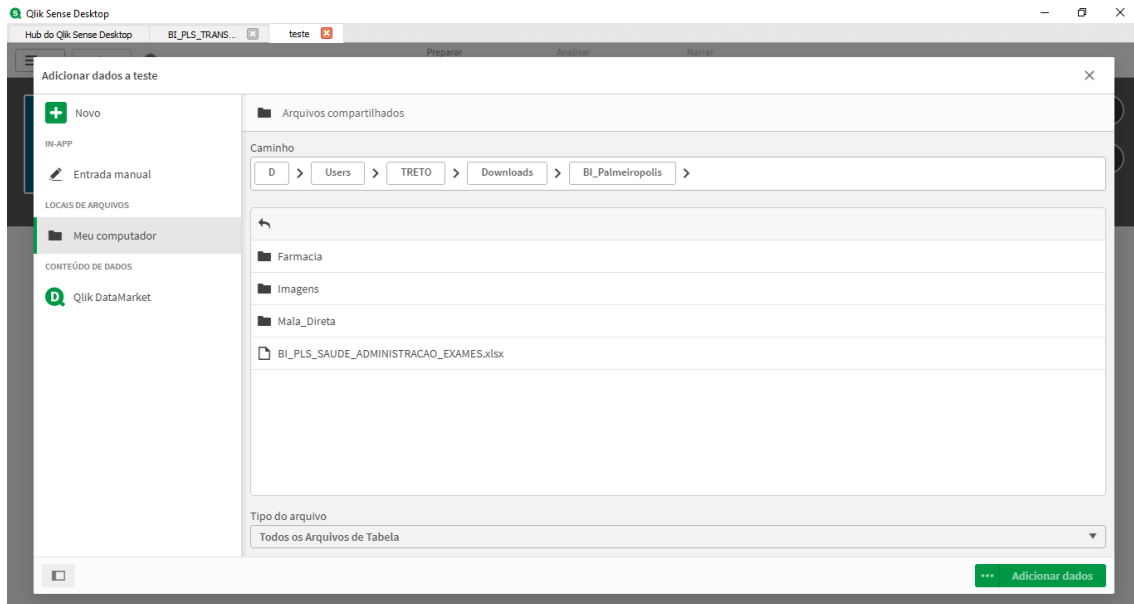 Qlik Sense Desktop
Hub do Qlik Sense Desktop BI_PLS_TRANS... teste
Preparar Analisar Narrar
Adicionar dados a teste
Novo
IN-APP
Entrada manual
LOCAIS DE ARQUIVOS
Meu computador
CONTEÚDO DE DADOS
Qlik DataMarket
Arquivos compartilhados
Caminho
D > Users > TRETO > Downloads > BI_Palmeiropolis >
Farmacia
Imagens
Mala_Direta
BI_PLS_SAUDE_ADMINISTRACAO_EXAMES.xlsx
Tipo do arquivo
Todos os Arquivos de Tabela
Adicionar dados